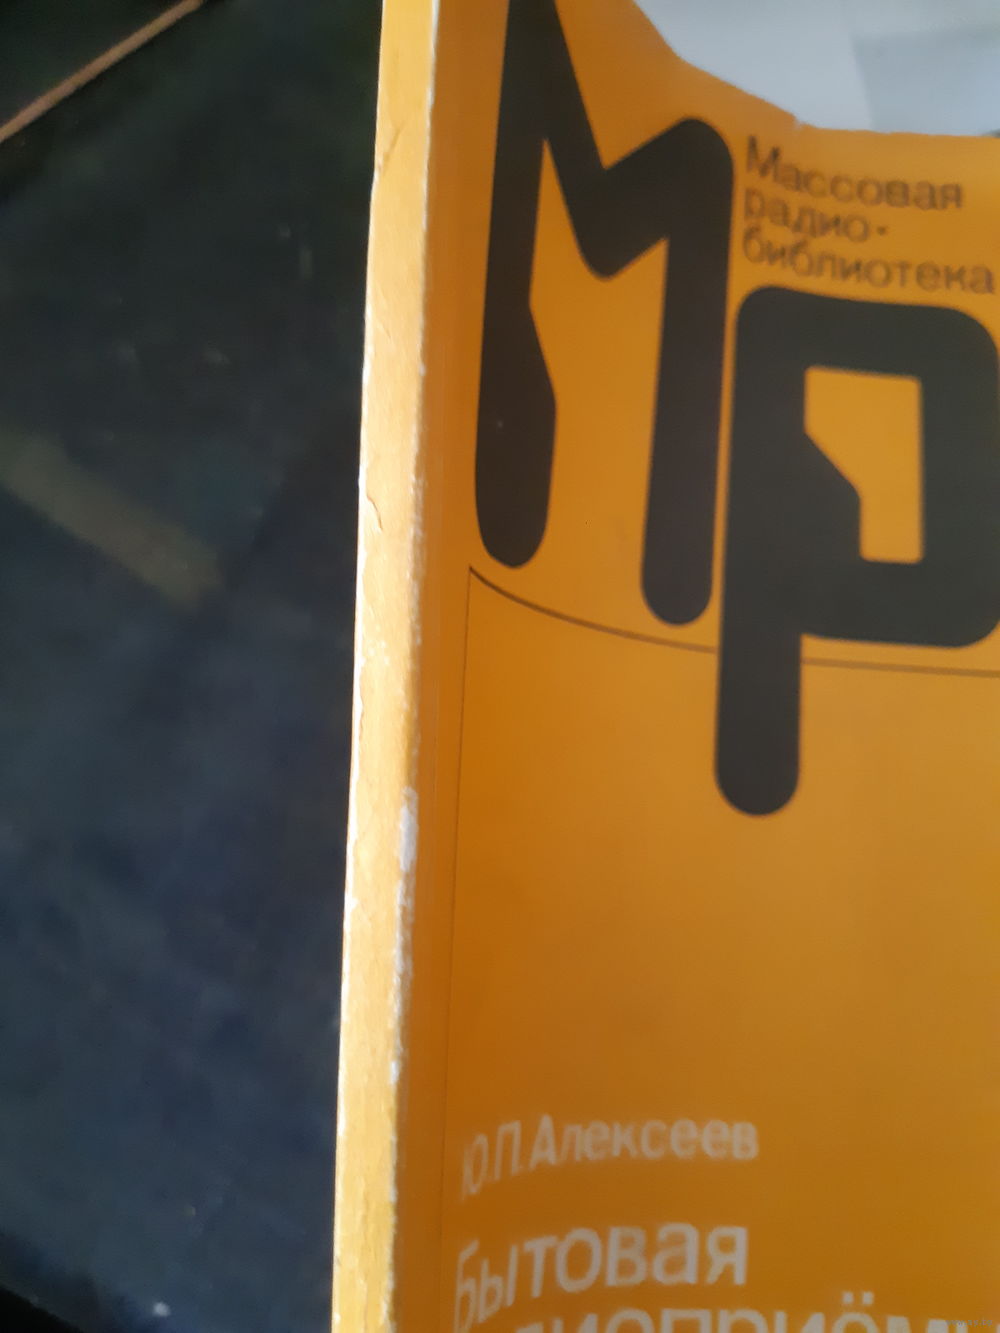 Мр
Массовая
радио-
библиотека
Ю.П.Алексеев
Бытовая